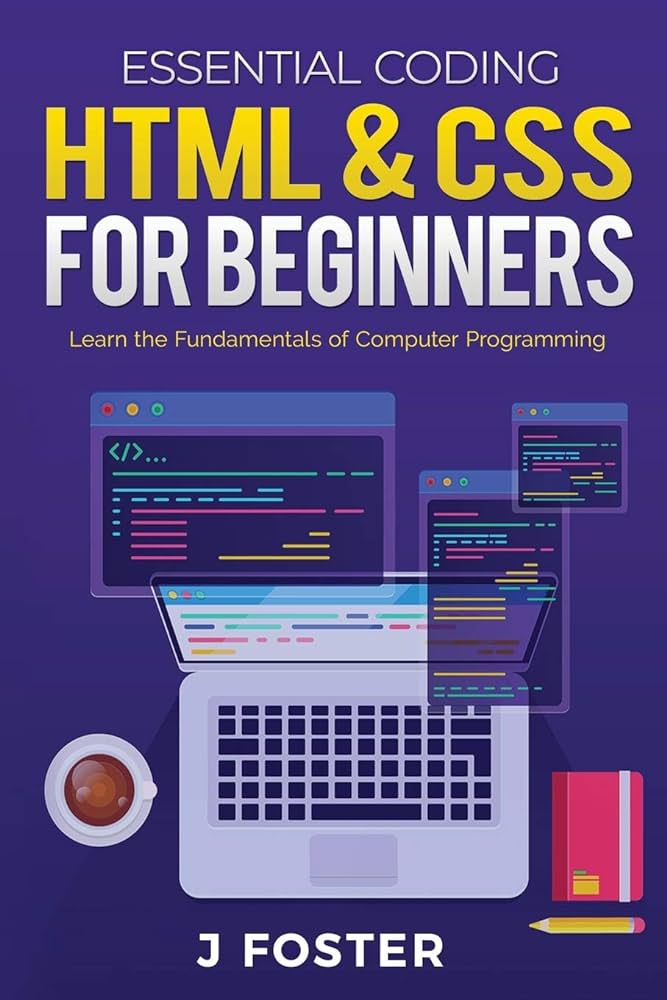 ESSENTIAL CODING
HTML & CSS
FOR BEGINNERS
Learn the Fundamentals of Computer Programming
</>...
J FOSTER